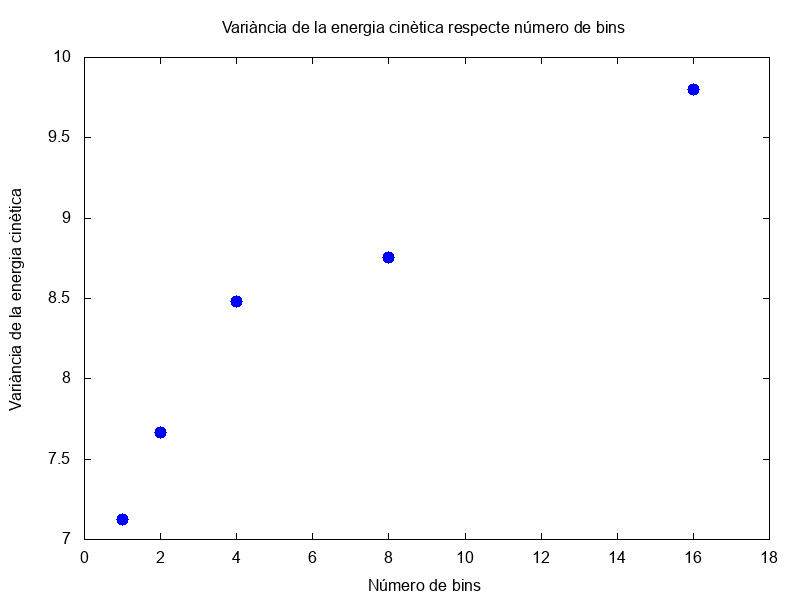 Variància de la energia cinètica respecte número de bins
10
9.5
9
8.5
8
7.5
7
Variància de la energia cinètica
0 2 4 6 8 10 12 14 16 18
Número de bins